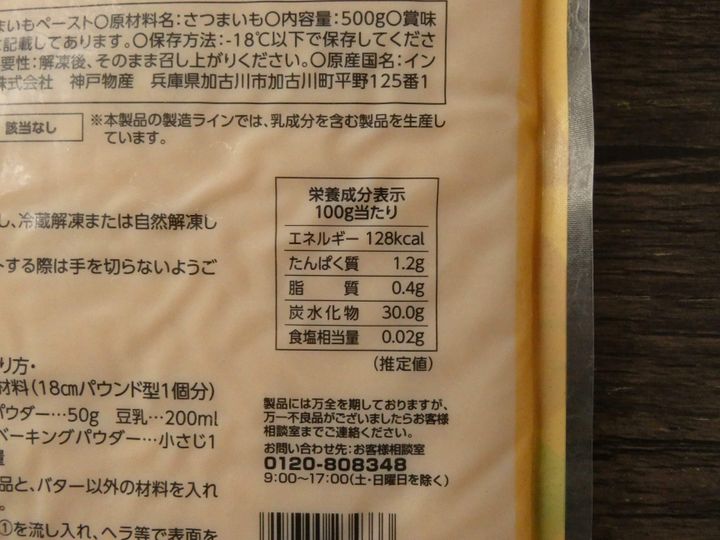 まいもペースト〇原材料名：さつまいも〇内容量：500g〇賞味
記載してあります。〇保存方法：-18℃以下で保存してくださ
要性：解凍後、そのまま召し上がりください。〇原産国名：イン
株式会社　神戸物産　兵庫県加古川市加古川町平野125番1
該当なし
※本製品の製造ラインでは、乳成分を含む製品を生産し
ています。
栄養成分表示
100g当たり
エネルギー 128kcal
たんぱく質 1.2g
脂　質 0.4g
炭水化物 30.0g
食塩相当量 0.02g
（推定値）
し、冷蔵解凍または自然解凍し
トする際は手を切らないようご
り方・
材料（18㎝パウンド型1個分）
パウダー…50g　豆乳…200ml
ベーキングパウダー…小さじ1
量
品と、バター以外の材料を入れ
。
①を流し入れ、ヘラ等で表面を
製品には万全を期しておりますが、
万一不良品がございましたらお客様
相談室までご連絡ください。
お問い合わせ先：お客様相談室
0120-808348
9:00～17:00（土・日曜日を除く）